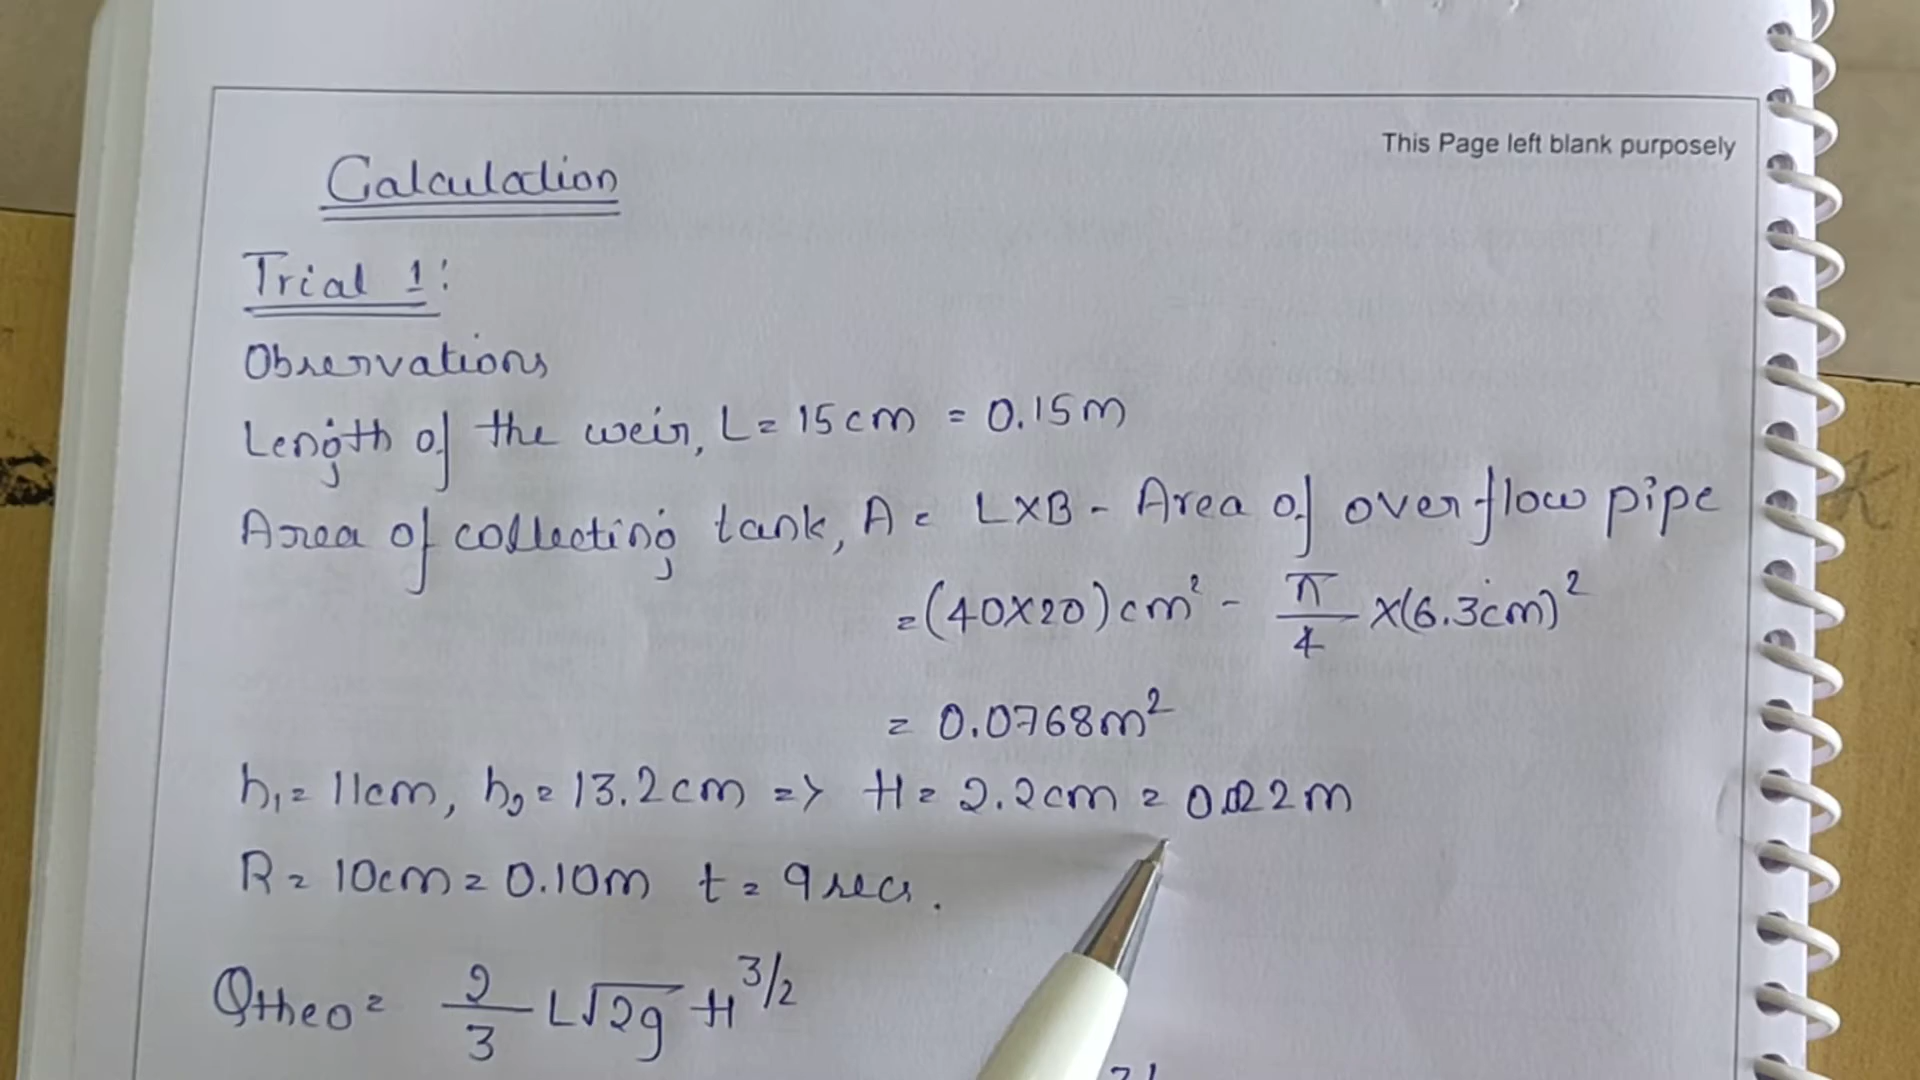 This Page left blank purposely
Calculation
Trial 1:
Observations
Length of the weir, L = 15cm = 0.15m
Area of collecting tank, A = L×B - Area of overflow pipe
= (40×20)cm² - π/4 ×(6.3cm)²
= 0.0768m²
h₁ = 11cm, h₂ = 13.2cm => H = 2.2cm = 0.022m
R = 10cm = 0.10m t = 9secs.
Qtheo = 2/3 L√2g H^3/2